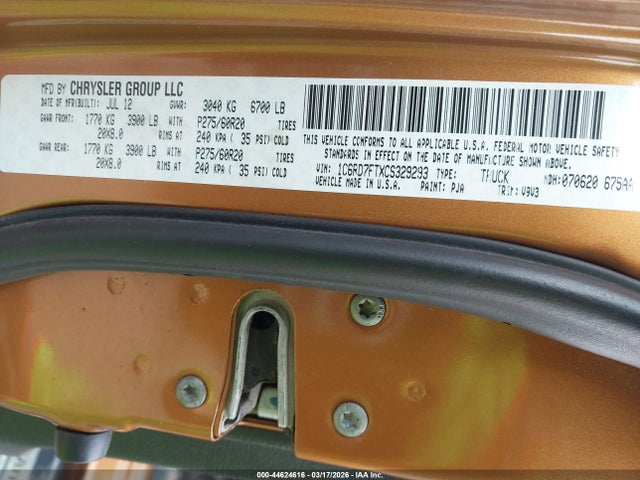 MFD BY CHRYSLER GROUP LLC
DATE OF MFR(BUILT): JUL 12 GVWR: 3040 KG 6700 LB
GAWR FRONT: 1770 KG 3900 LB WITH P275/60R20 TIRES
20X8.0 RIMS AT 240 KPA ( 35 PSI) COLD
GAWR REAR: 1770 KG 3900 LB WITH P275/60R20 TIRES
20X8.0 RIMS AT 240 KPA ( 35 PSI) COLD
THIS VEHICLE CONFORMS TO ALL APPLICABLE U.S.A. FEDERAL MOTOR VEHICLE SAFETY
STANDARDS IN EFFECT ON THE DATE OF MANUFACTURE SHOWN ABOVE.
VIN: 1C6RD7FTXCS329293 TYPE: TRUCK MDH: 070620 675AA
VEHICLE MADE IN U.S.A. PAINT: PJA TRIM: V9V3
000-44624616 | 03/17/2026 | IAA Inc.